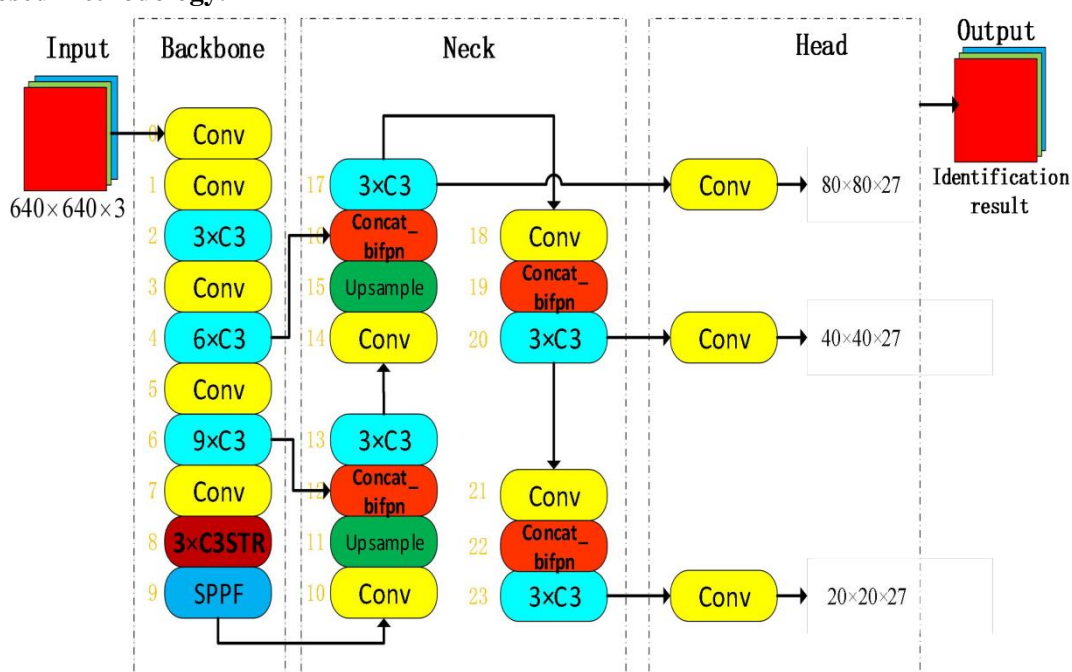 Input
Backbone
Neck
Head
Output
640×640×3
0
Conv
1
Conv
2
3×C3
3
Conv
4
6×C3
5
Conv
6
9×C3
7
Conv
8
3×C3STR
9
SPPF
17
3×C3
16
Concat_
bifpn
15
Upsample
14
Conv
13
3×C3
12
Concat_
bifpn
11
Upsample
10
Conv
18
Conv
19
Concat_
bifpn
20
3×C3
21
Conv
22
Concat_
bifpn
23
3×C3
Conv
80×80×27
Conv
40×40×27
Conv
20×20×27
Identification
result